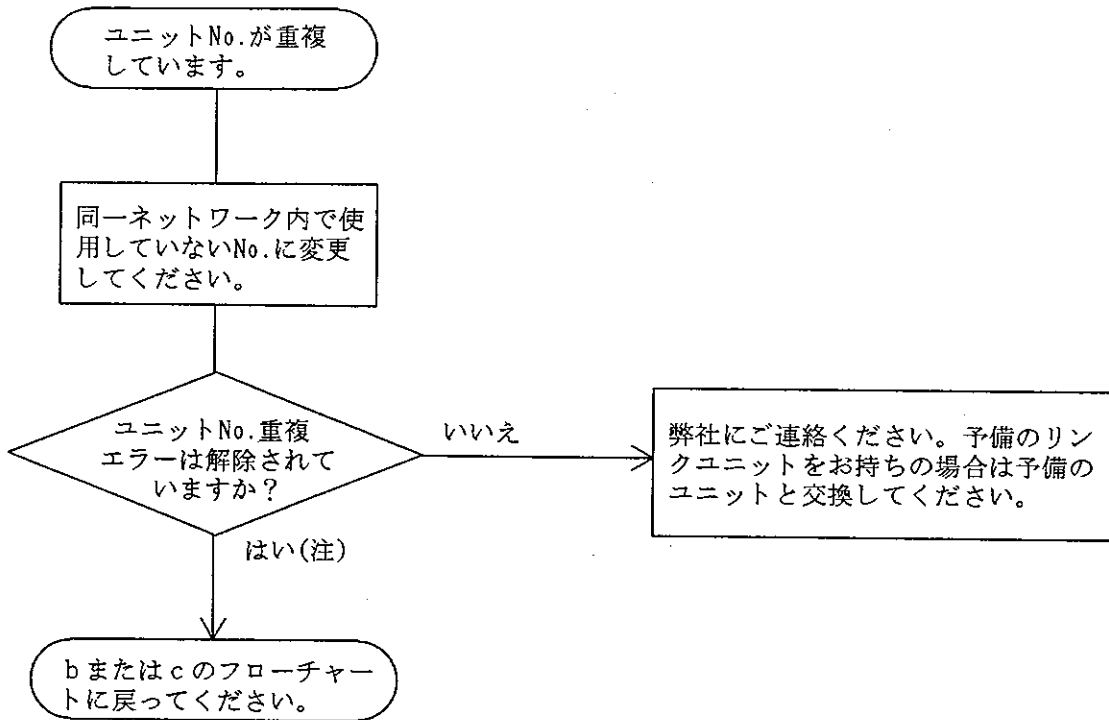 ユニットNo.が重複
しています。
同一ネットワーク内で使
用していないNo.に変更
してください。
ユニットNo.重複
エラーは解除されて
いますか？
いいえ
弊社にご連絡ください。予備のリン
クユニットをお持ちの場合は予備の
ユニットと交換してください。
はい(注)
bまたはcのフローチャー
トに戻ってください。